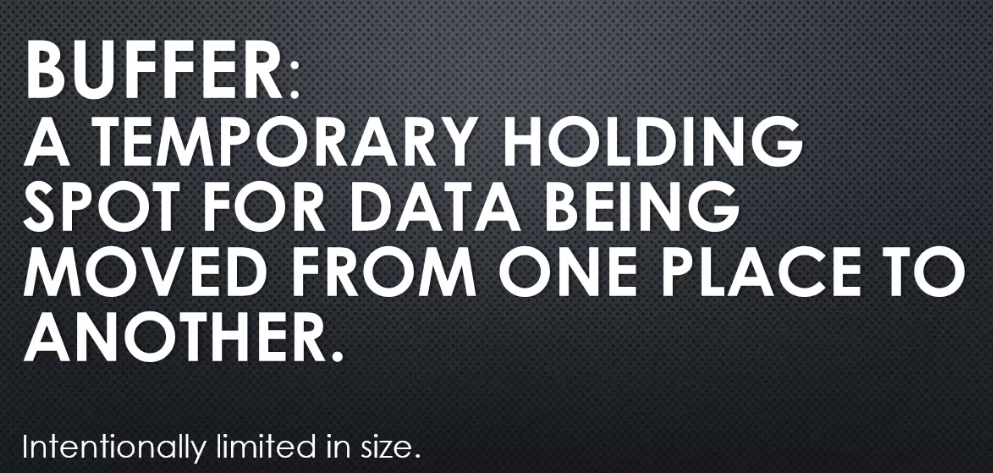 BUFFER:
A TEMPORARY HOLDING
SPOT FOR DATA BEING
MOVED FROM ONE PLACE TO
ANOTHER.
Intentionally limited in size.